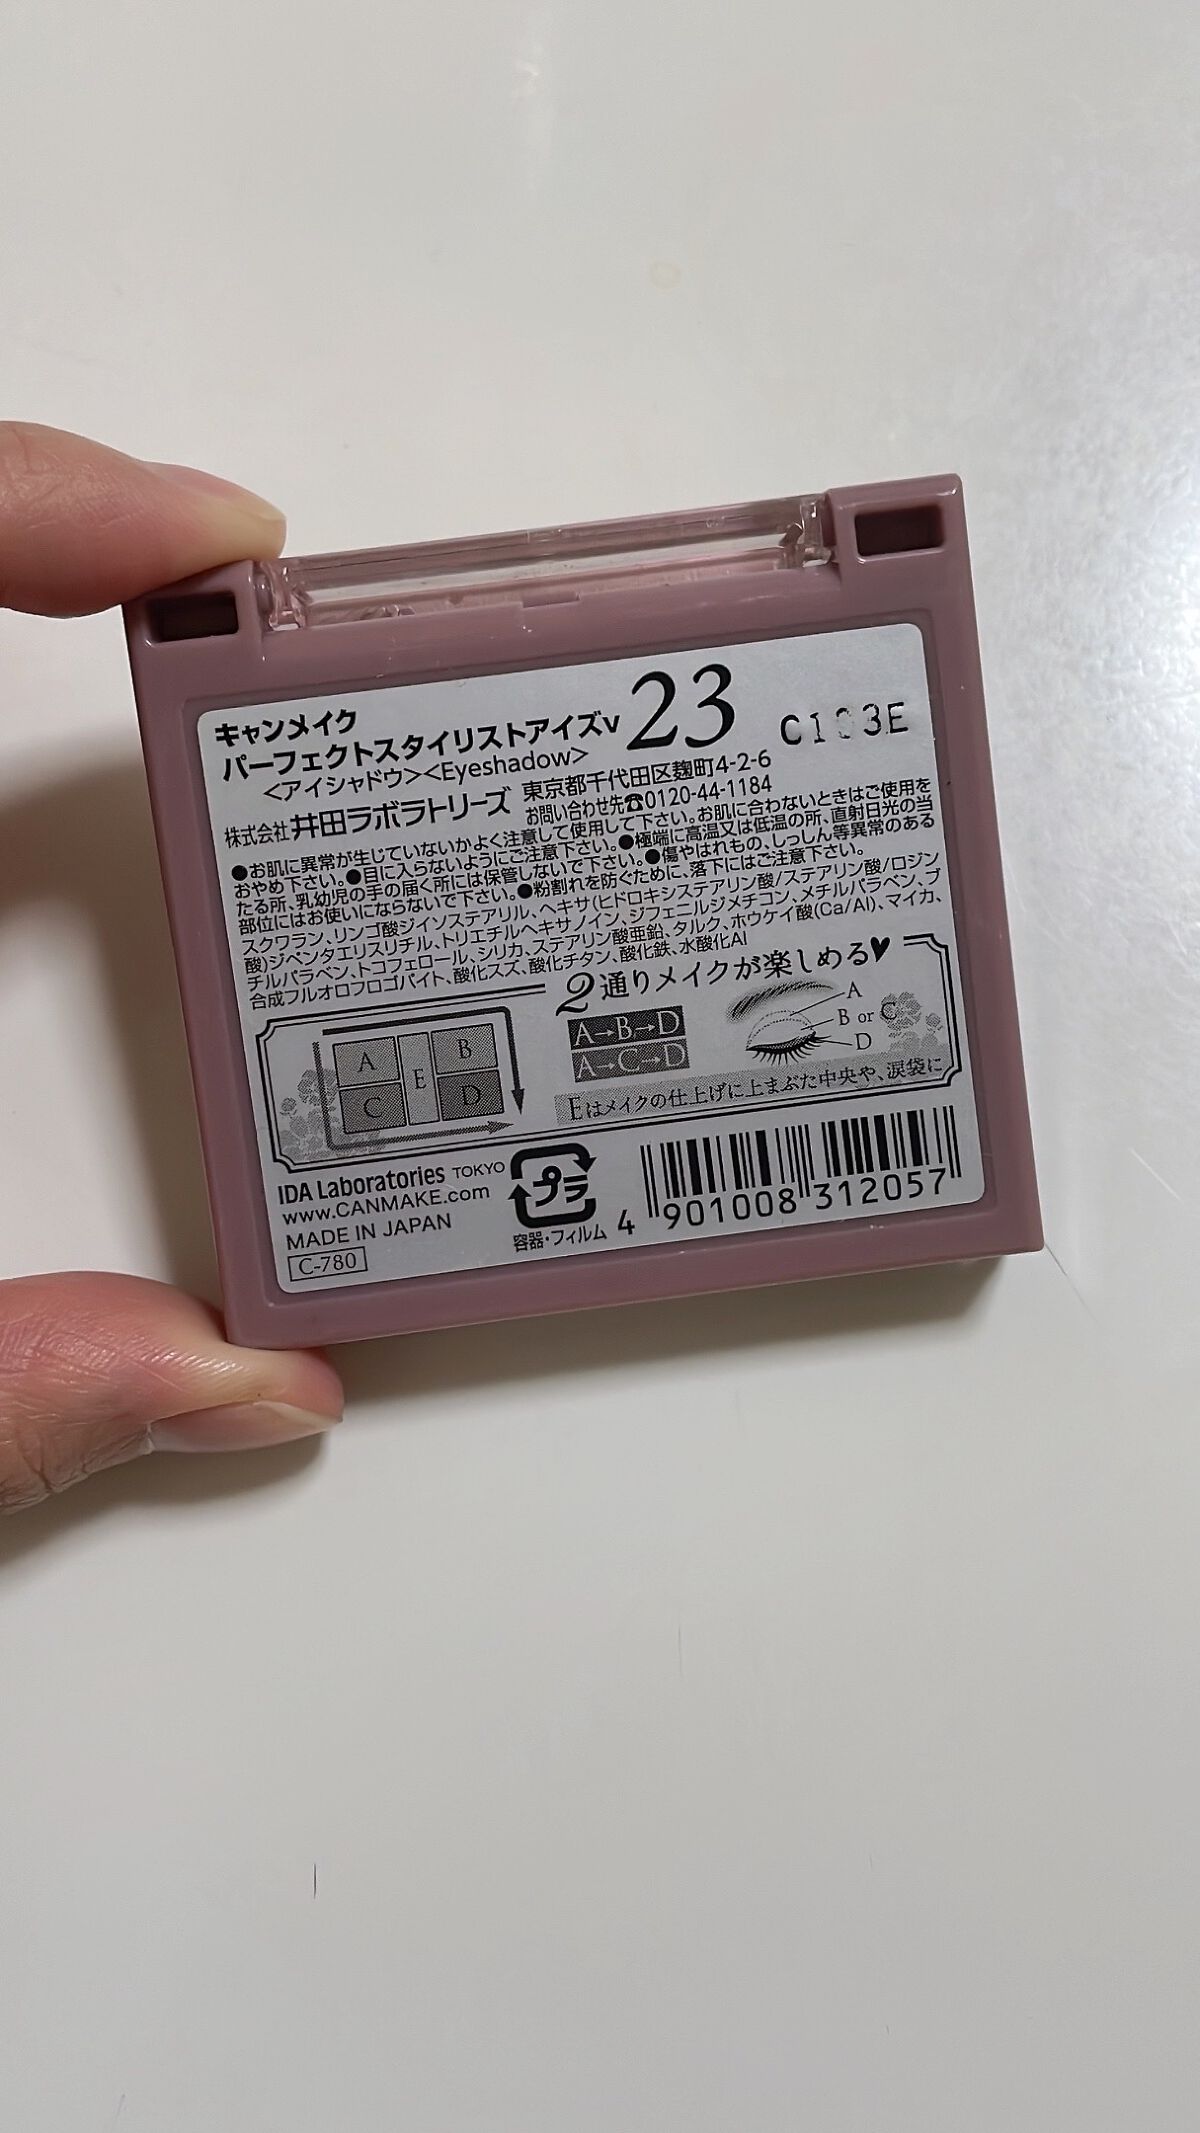 キャンメイク
パーフェクトスタイリストアイズv 23
<アイシャドウ><Eyeshadow>
株式会社 井田ラボラトリーズ
東京都千代田区麹町4-2-6
お問い合わせ先☎0120-44-1184
●お肌に異常が生じていないかよく注意して使用して下さい。お肌に合わないときはご使用を
おやめ下さい。●目に入らないようにご注意下さい。●極端に高温又は低温の所、直射日光の当
たる所、乳幼児の手の届く所には保管しないで下さい。●傷やはれもの、しっしん等異常のある
部位にはお使いにならないで下さい。●粉割れを防ぐために、落下にはご注意下さい。
スクワラン、リンゴ酸ジイソステアリル、ヘキサ(ヒドロキシステアリン酸/ステアリン酸/ロジン
酸)ジペンタエリスリチル、トリエチルヘキサノイン、ジフェニルジメチコン、メチルパラベン、ブ
チルパラベン、トコフェロール、シリカ、ステアリン酸亜鉛、タルク、ホウケイ酸(Ca/Al)、マイカ、
合成フルオロフロゴパイト、酸化スズ、酸化チタン、酸化鉄、水酸化Al
2通りメイクが楽しめる♥
A B
E
C D
A→B→D
A→C→D
A
B or C
D
Eはメイクの仕上げに上まぶた中央や、涙袋に
IDA Laboratories TOKYO
www.CANMAKE.com
MADE IN JAPAN
C-780
プラ
容器・フィルム
4 901008 312057